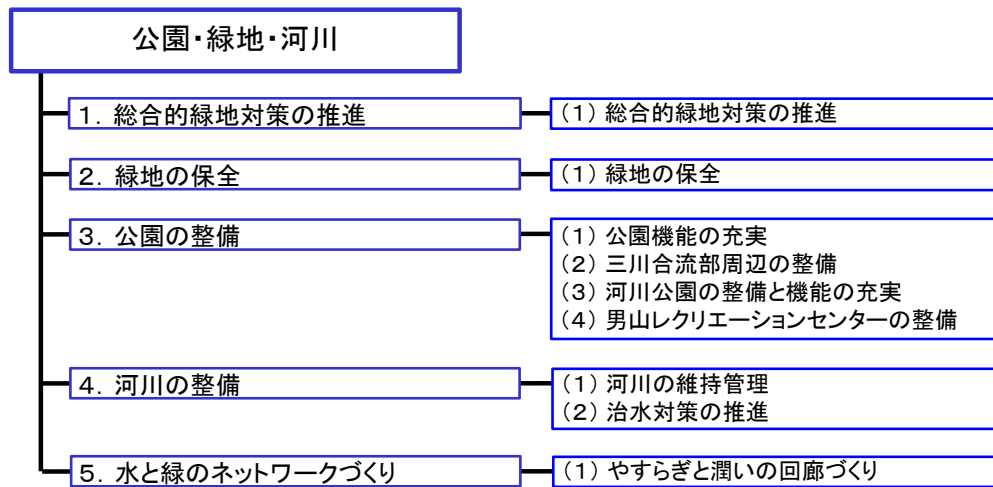 公園・緑地・河川
１．総合的緑地対策の推進
（１）総合的緑地対策の推進
２．緑地の保全
（１）緑地の保全
３．公園の整備
（１）公園機能の充実
（２）三川合流部周辺の整備
（３）河川公園の整備と機能の充実
（４）男山レクリエーションセンターの整備
４．河川の整備
（１）河川の維持管理
（２）治水対策の推進
５．水と緑のネットワークづくり
（１）やすらぎと潤いの回廊づくり